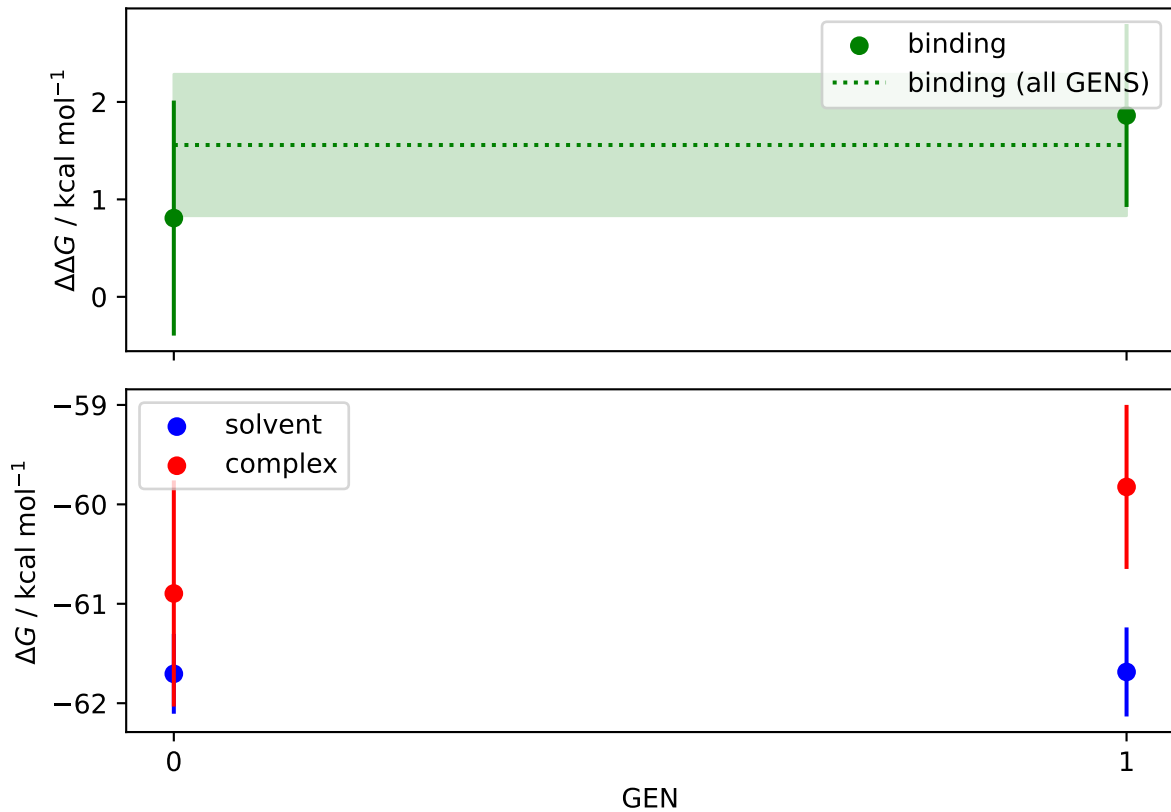 binding
binding (all GENS)
2
1
0
ΔΔG / kcal mol⁻¹
solvent
complex
−59
−60
−61
−62
ΔG / kcal mol⁻¹
0
1
GEN